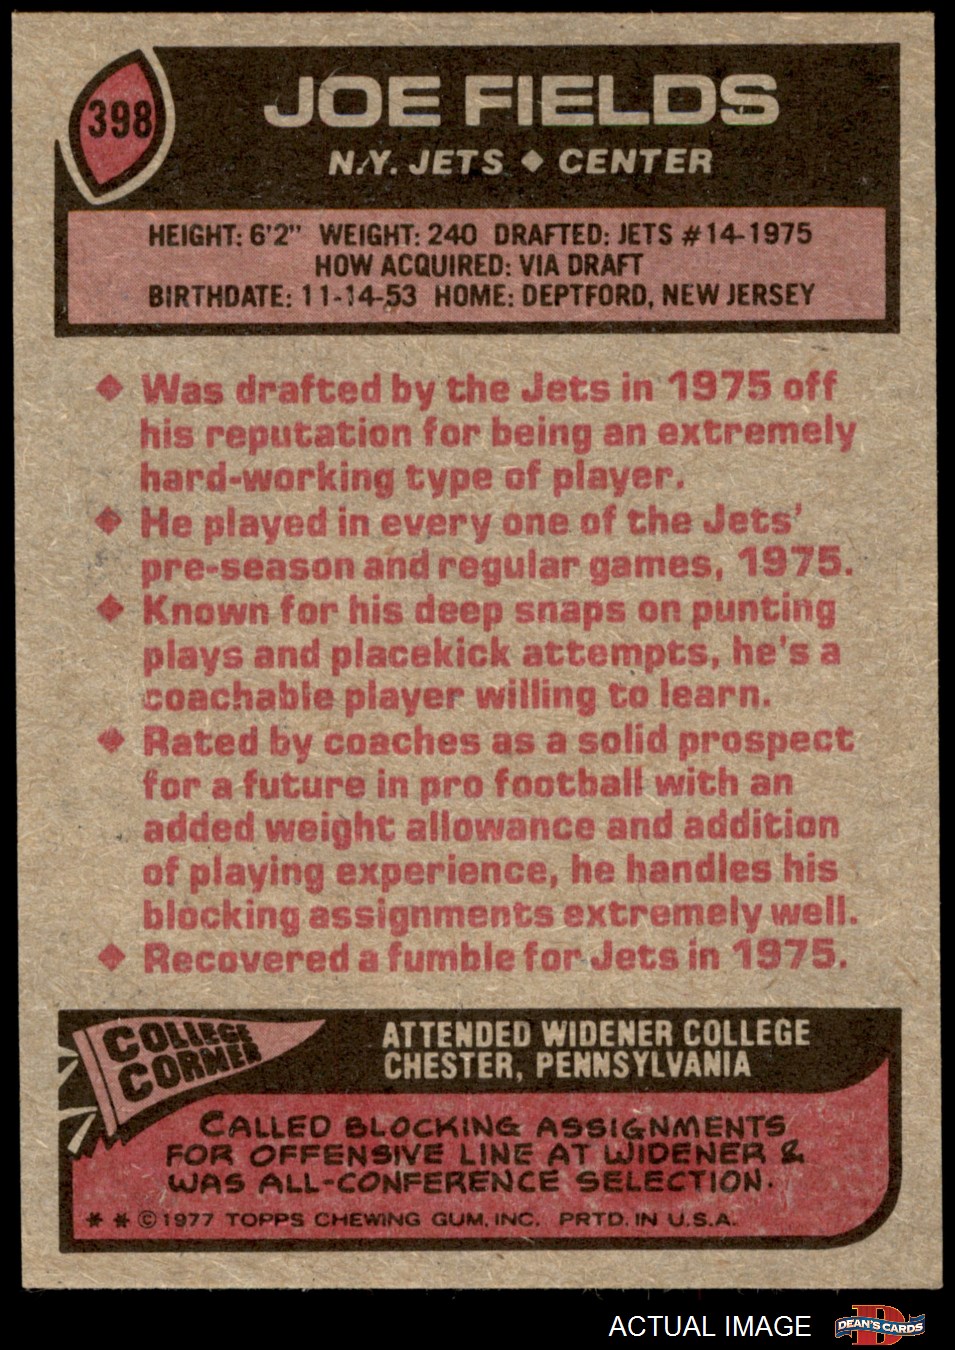 398
JOE FIELDS
N.Y. JETS ◆ CENTER
HEIGHT: 6'2" WEIGHT: 240 DRAFTED: JETS #14-1975
HOW ACQUIRED: VIA DRAFT
BIRTHDATE: 11-14-53 HOME: DEPTFORD, NEW JERSEY
◆ Was drafted by the Jets in 1975 off
his reputation for being an extremely
hard-working type of player.
◆ He played in every one of the Jets'
pre-season and regular games, 1975.
◆ Known for his deep snaps on punting
plays and placekick attempts, he's a
coachable player willing to learn.
◆ Rated by coaches as a solid prospect
for a future in pro football with an
added weight allowance and addition
of playing experience, he handles his
blocking assignments extremely well.
◆ Recovered a fumble for Jets in 1975.
COLLEGE
CORNER
ATTENDED WIDENER COLLEGE
CHESTER, PENNSYLVANIA
CALLED BLOCKING ASSIGNMENTS
FOR OFFENSIVE LINE AT WIDENER &
WAS ALL-CONFERENCE SELECTION.
* * © 1977 TOPPS CHEWING GUM, INC. PRTD. IN U.S.A.
ACTUAL IMAGE
D
DEAN'S CARDS